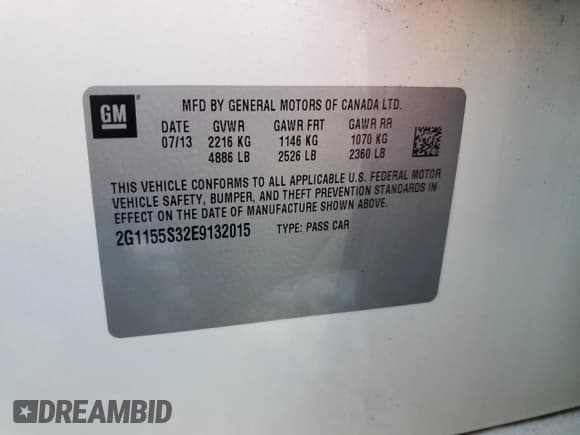 GM
MFD BY GENERAL MOTORS OF CANADA LTD.
DATE GVWR GAWR FRT GAWR RR
07/13 2216 KG 1146 KG 1070 KG
4886 LB 2526 LB 2360 LB
THIS VEHICLE CONFORMS TO ALL APPLICABLE U.S. FEDERAL MOTOR
VEHICLE SAFETY, BUMPER, AND THEFT PREVENTION STANDARDS IN
EFFECT ON THE DATE OF MANUFACTURE SHOWN ABOVE.
2G1155S32E9132015 TYPE: PASS CAR
DREAMBID